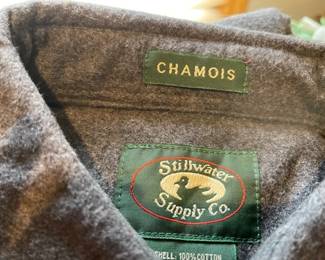 CHAMOIS
Stillwater
Supply Co.
SHELL: 100% COTTON